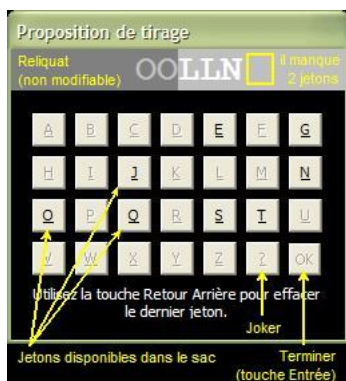 Proposition de tirage
Reliquat
(non modifiable)
OOLLN
il manque
2 jetons
A B C D E F G
H I J K L M N
O P Q R S T U
V W X Y Z ? OK
Utilisez la touche Retour Arrière pour effacer
le dernier jeton.
Joker
Jetons disponibles dans le sac
Terminer
(touche Entrée)